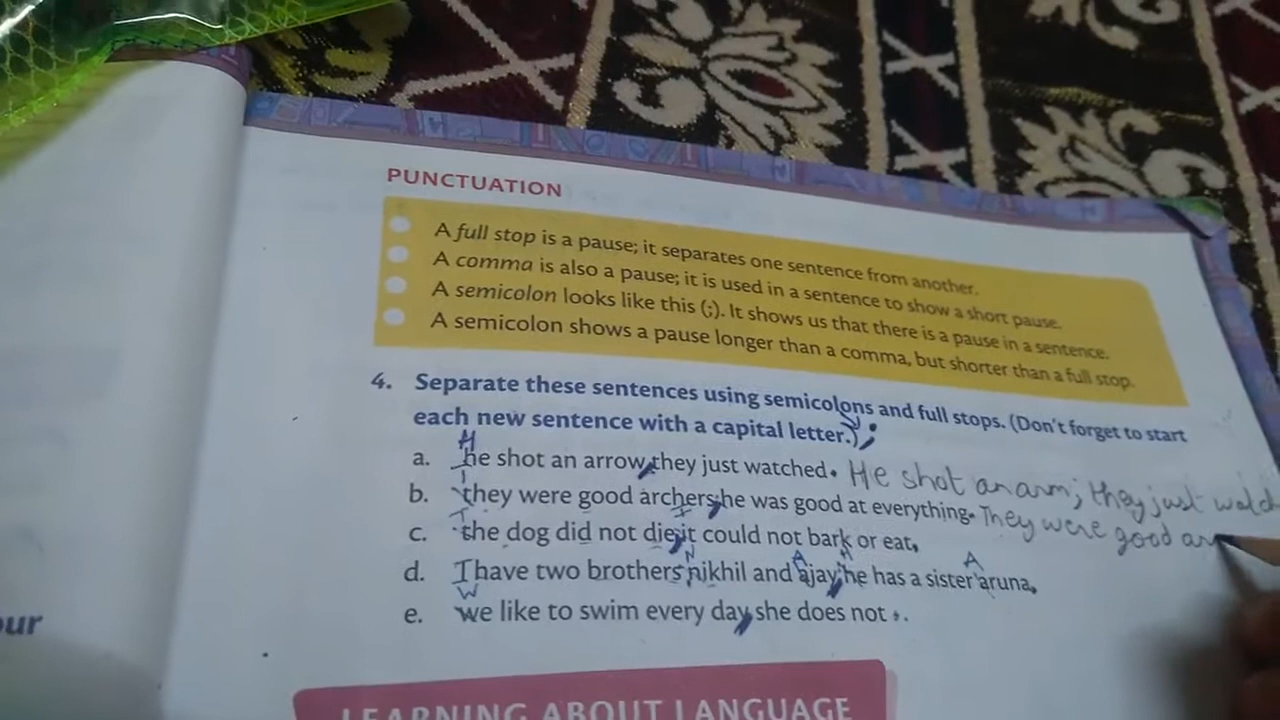 PUNCTUATION
A full stop is a pause; it separates one sentence from another.
A comma is also a pause; it is used in a sentence to show a short pause.
A semicolon looks like this (;). It shows us that there is a pause in a sentence.
A semicolon shows a pause longer than a comma, but shorter than a full stop.
4. Separate these sentences using semicolons and full stops. (Don't forget to start
each new sentence with a capital letter.)
a. he shot an arrow;they just watched. He shot an arrow; they just watch
b. they were good archers;he was good at everything. They were good ar
c. the dog did not die;it could not bark or eat,
d. I have two brothers nikhil and ajay;he has a sister aruna,
e. we like to swim every day;she does not .
our
LEARNING ABOUT LANGUAGE